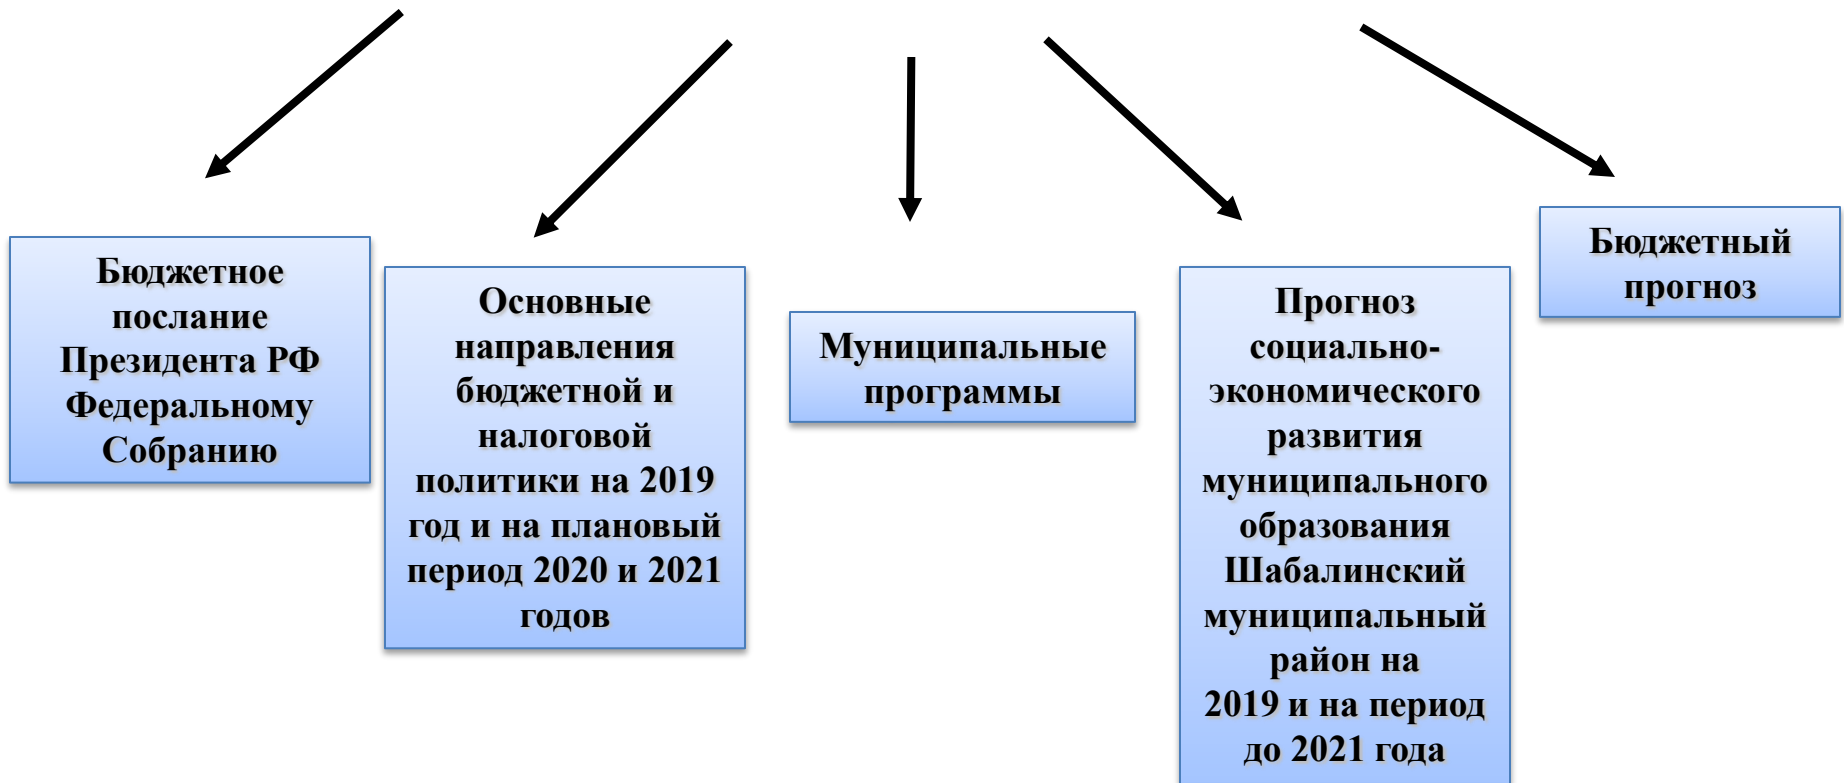 Бюджетное
послание
Президента РФ
Федеральному
Собранию
Основные
направления
бюджетной и
налоговой
политики на 2019
год и на плановый
период 2020 и 2021
годов
Муниципальные
программы
Прогноз
социально-
экономического
развития
муниципального
образования
Шабалинский
муниципальный
район на
2019 и на период
до 2021 года
Бюджетный
прогноз